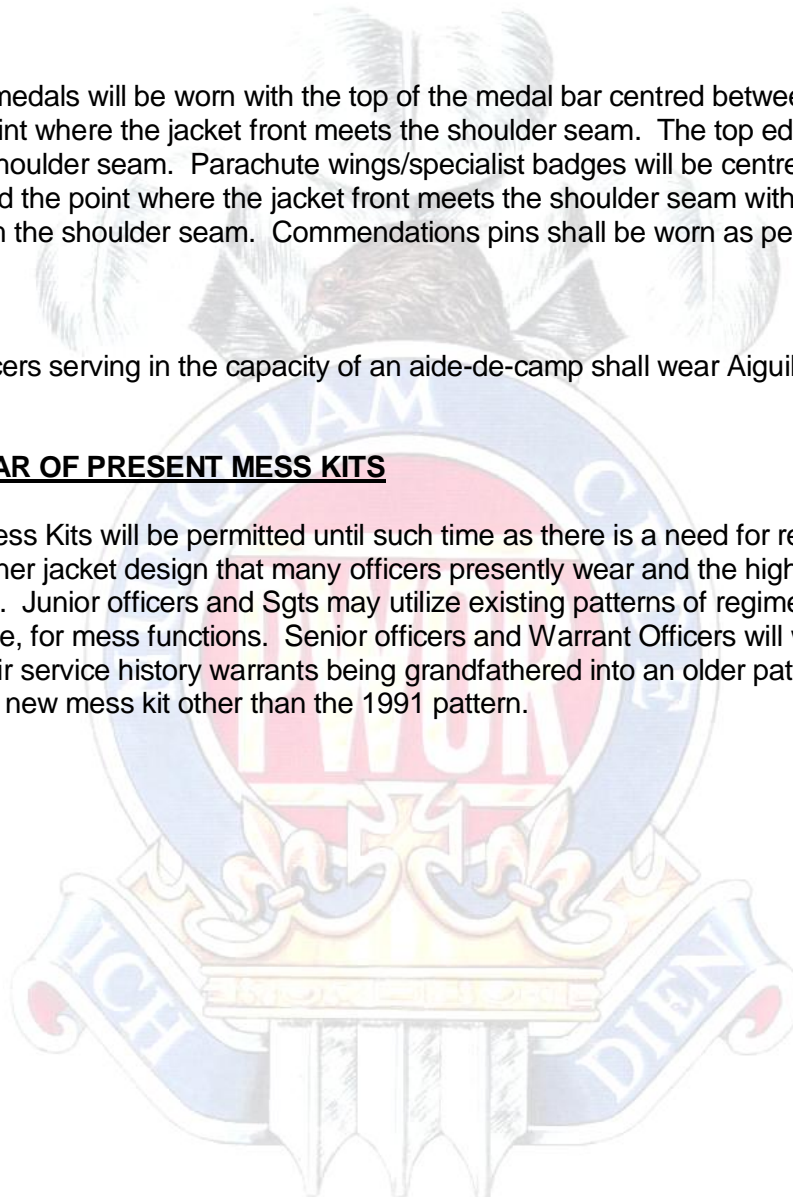 medals will be worn with the top of the medal bar centred betwee
int where the jacket front meets the shoulder seam. The top ed
houlder seam. Parachute wings/specialist badges will be centre
d the point where the jacket front meets the shoulder seam with
n the shoulder seam. Commendations pins shall be worn as pe
cers serving in the capacity of an aide-de-camp shall wear Aiguil
AR OF PRESENT MESS KITS
ess Kits will be permitted until such time as there is a need for re
ner jacket design that many officers presently wear and the high
. Junior officers and Sgts may utilize existing patterns of regime
e, for mess functions. Senior officers and Warrant Officers will w
ir service history warrants being grandfathered into an older pat
new mess kit other than the 1991 pattern.
NUNQUAM CEDE
PWOR
ICH DIEN